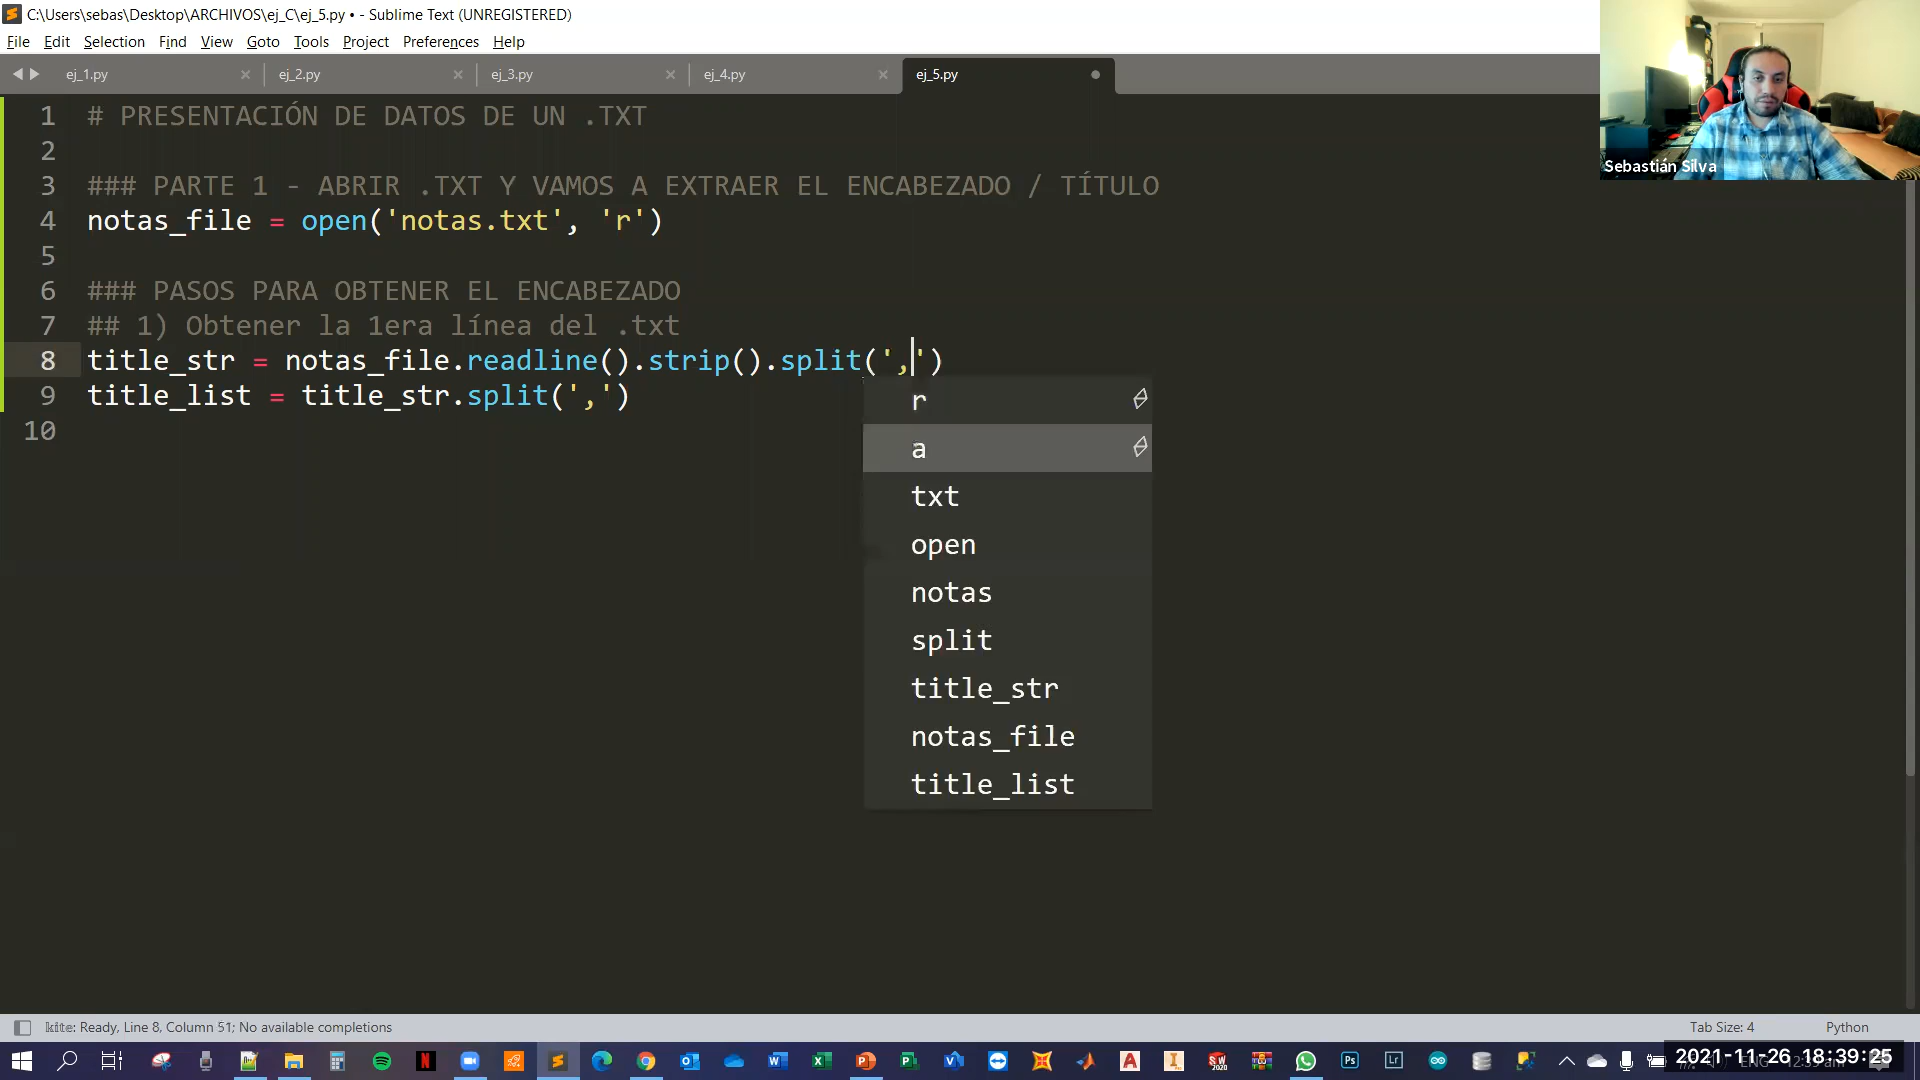 C:\Users\sebas\Desktop\ARCHIVOS\ej_C\ej_5.py • - Sublime Text (UNREGISTERED)
File Edit Selection Find View Goto Tools Project Preferences Help
ej_1.py ej_2.py ej_3.py ej_4.py ej_5.py
Sebastián Silva
1 # PRESENTACIÓN DE DATOS DE UN .TXT
2
3 ### PARTE 1 - ABRIR .TXT Y VAMOS A EXTRAER EL ENCABEZADO / TÍTULO
4 notas_file = open('notas.txt', 'r')
5
6 ### PASOS PARA OBTENER EL ENCABEZADO
7 ## 1) Obtener la 1era línea del .txt
8 title_str = notas_file.readline().strip().split(',')
9 title_list = title_str.split(',')
10
r
a
txt
open
notas
split
title_str
notas_file
title_list
kite: Ready, Line 8, Column 51; No available completions
Tab Size: 4 Python
2021-11-26 18:39:25